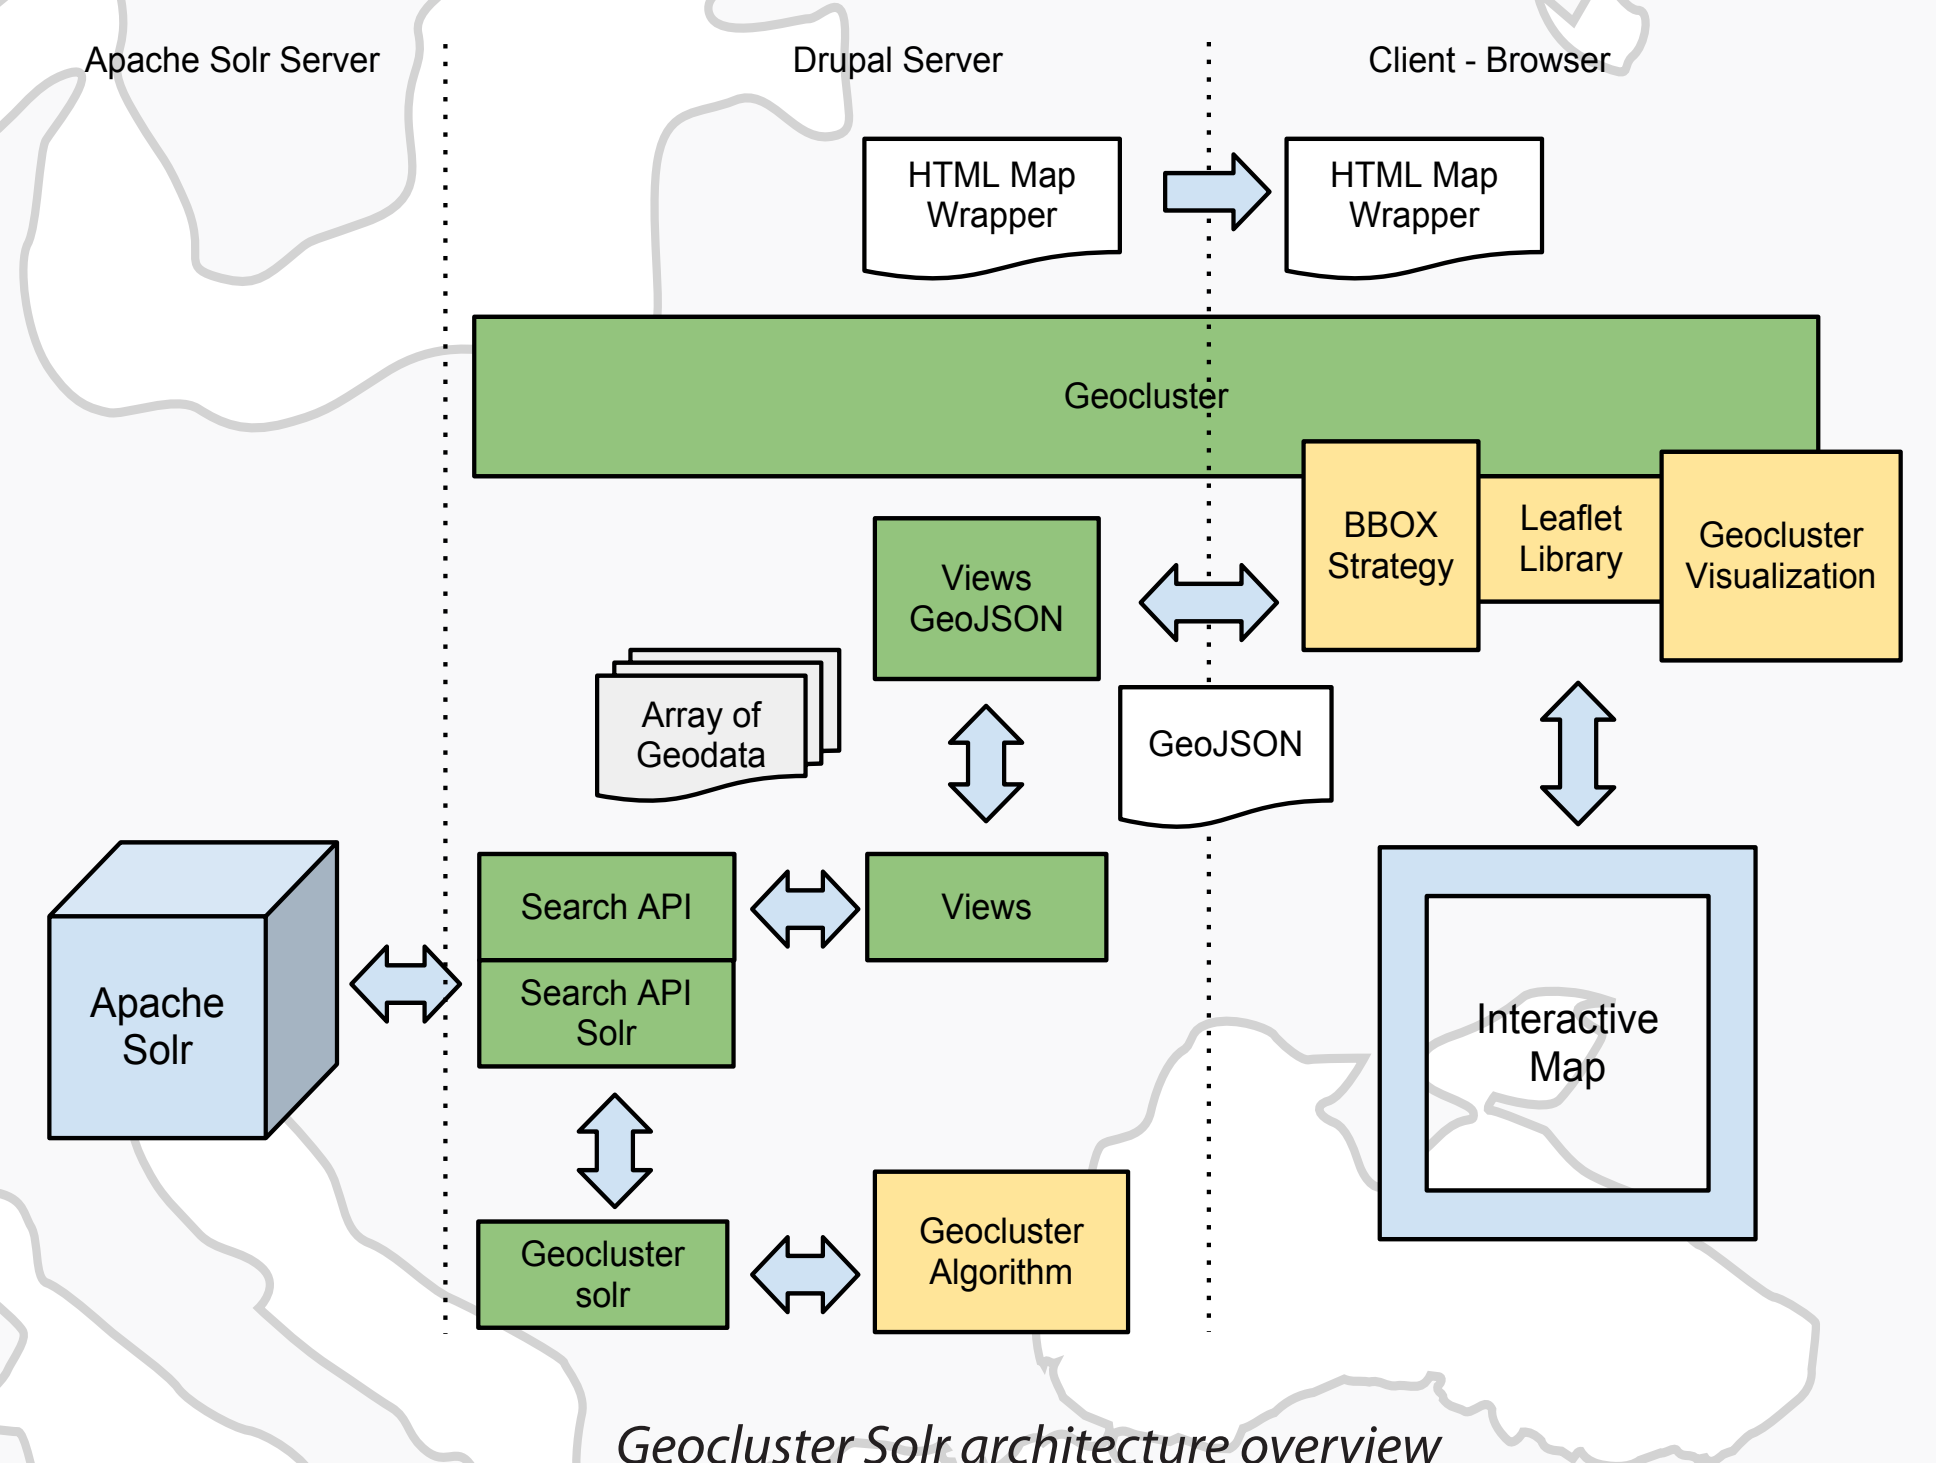 Apache Solr Server
Drupal Server
Client - Browser
HTML Map
Wrapper
HTML Map
Wrapper
Geocluster
BBOX
Strategy
Leaflet
Library
Geocluster
Visualization
Views
GeoJSON
Array of
Geodata
GeoJSON
Search API
Views
Apache
Solr
Search API
Solr
Interactive
Map
Geocluster
solr
Geocluster
Algorithm
Geocluster Solr architecture overview